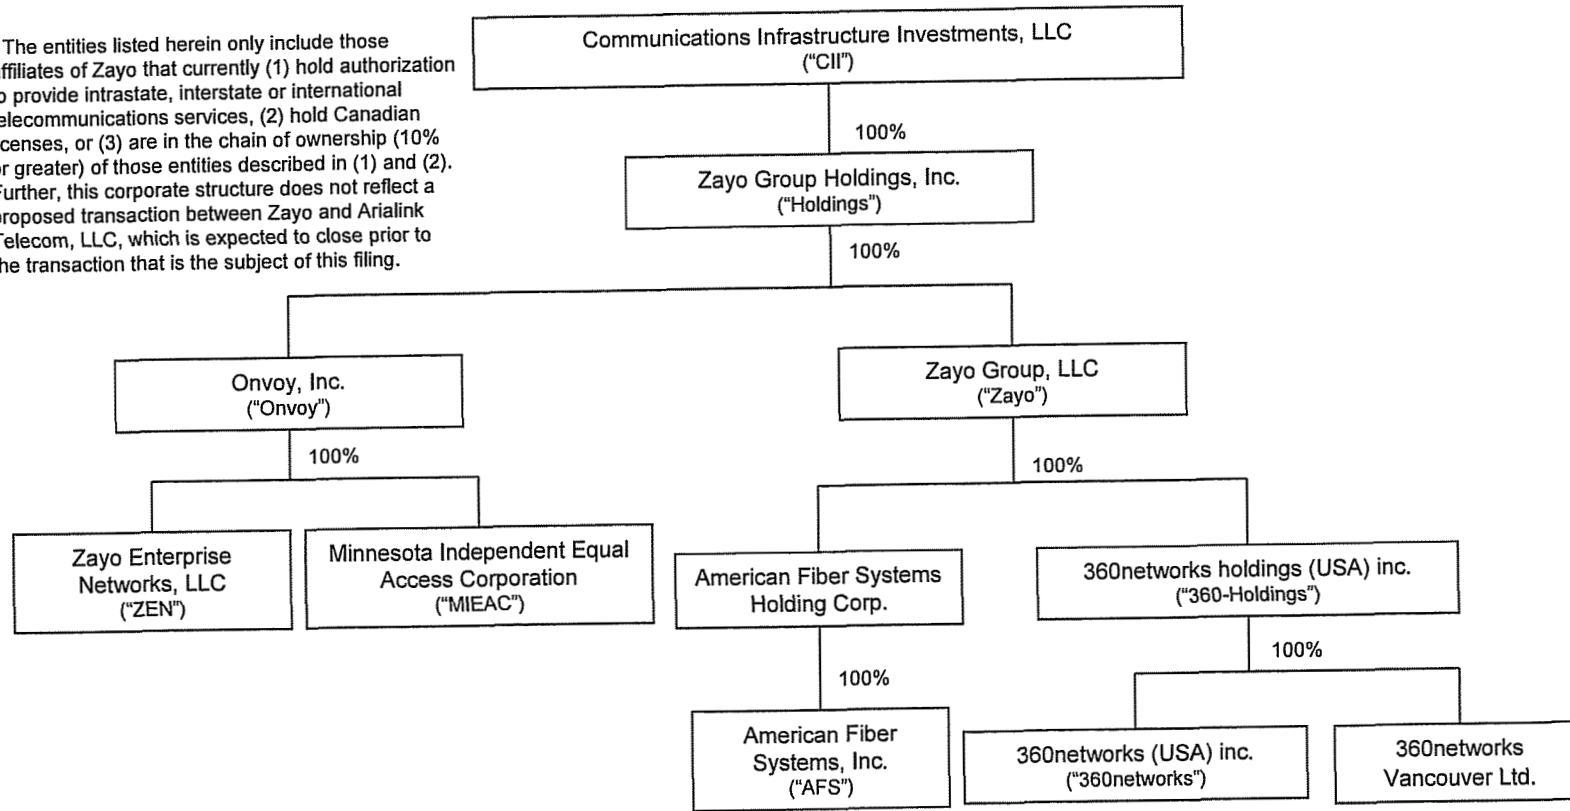 The entities listed herein only include those
ffiliates of Zayo that currently (1) hold authorization
o provide intrastate, interstate or international
elecommunications services, (2) hold Canadian
censes, or (3) are in the chain of ownership (10%
or greater) of those entities described in (1) and (2).
Further, this corporate structure does not reflect a
proposed transaction between Zayo and Arialink
Telecom, LLC, which is expected to close prior to
the transaction that is the subject of this filing.
Communications Infrastructure Investments, LLC
("CII")
100%
Zayo Group Holdings, Inc.
("Holdings")
100%
Onvoy, Inc.
("Onvoy")
Zayo Group, LLC
("Zayo")
100%
100%
Zayo Enterprise
Networks, LLC
("ZEN")
Minnesota Independent Equal
Access Corporation
("MIEAC")
American Fiber Systems
Holding Corp.
360networks holdings (USA) inc.
("360-Holdings")
100%
100%
American Fiber
Systems, Inc.
("AFS")
360networks (USA) inc.
("360networks")
360networks
Vancouver Ltd.